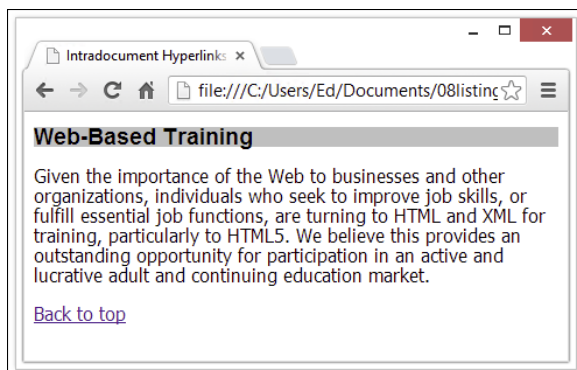 Intradocument Hyperlinks
file:///C:/Users/Ed/Documents/08listing
Web-Based Training
Given the importance of the Web to businesses and other
organizations, individuals who seek to improve job skills, or
fulfill essential job functions, are turning to HTML and XML for
training, particularly to HTML5. We believe this provides an
outstanding opportunity for participation in an active and
lucrative adult and continuing education market.
Back to top